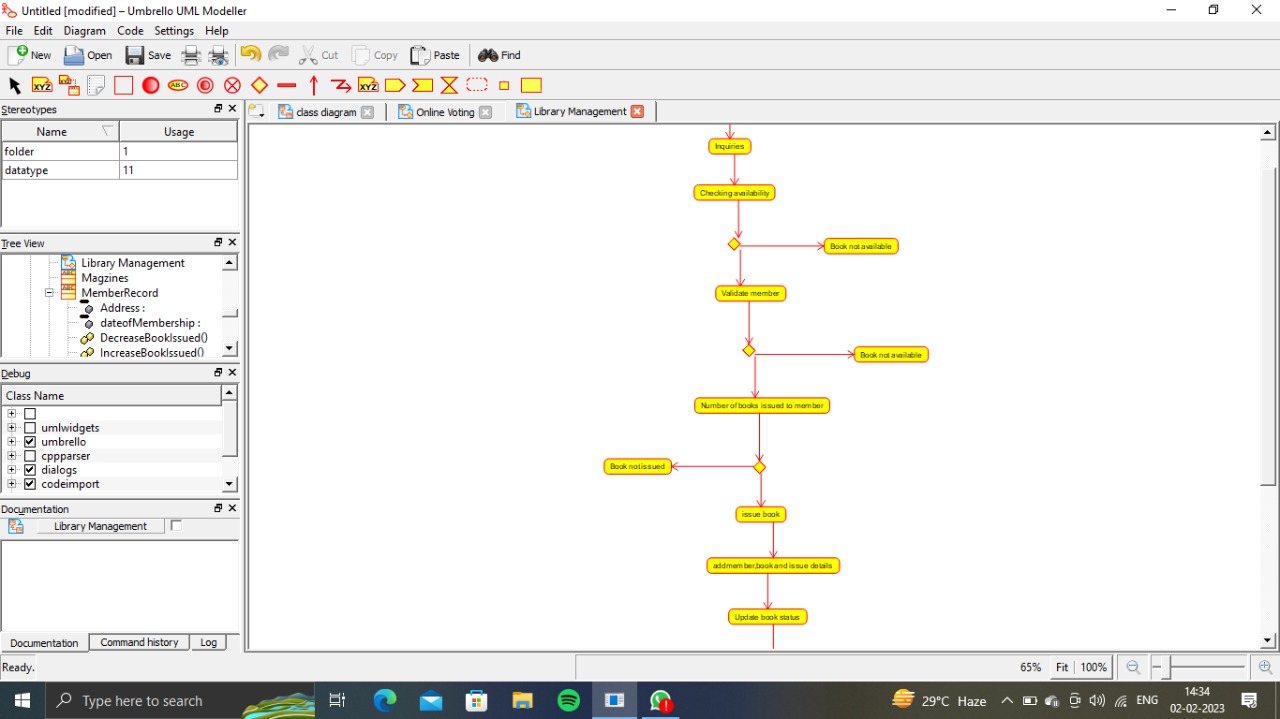 Untitled [modified] – Umbrello UML Modeller
File Edit Diagram Code Settings Help
New Open Save Cut Copy Paste Find
XYZ ABC XYZ
Stereotypes
class diagram Online Voting Library Management
Name Usage
folder 1
datatype 11
Tree View
Library Management
Magzines
MemberRecord
Address :
dateofMembership :
DecreaseBookIssued()
IncreaseBookIssued()
Debug
Class Name
umlwidgets
umbrello
cppparser
dialogs
codeimport
Documentation
Library Management
Documentation Command history Log
Inquiries
Checking availability
Book not available
Validate member
Book not available
Number of books issued to member
Book not issued
issue book
addmember,book and issue details
Update book status
Ready.
65% Fit 100%
Type here to search
29°C Haze
ENG
14:34
02-02-2023